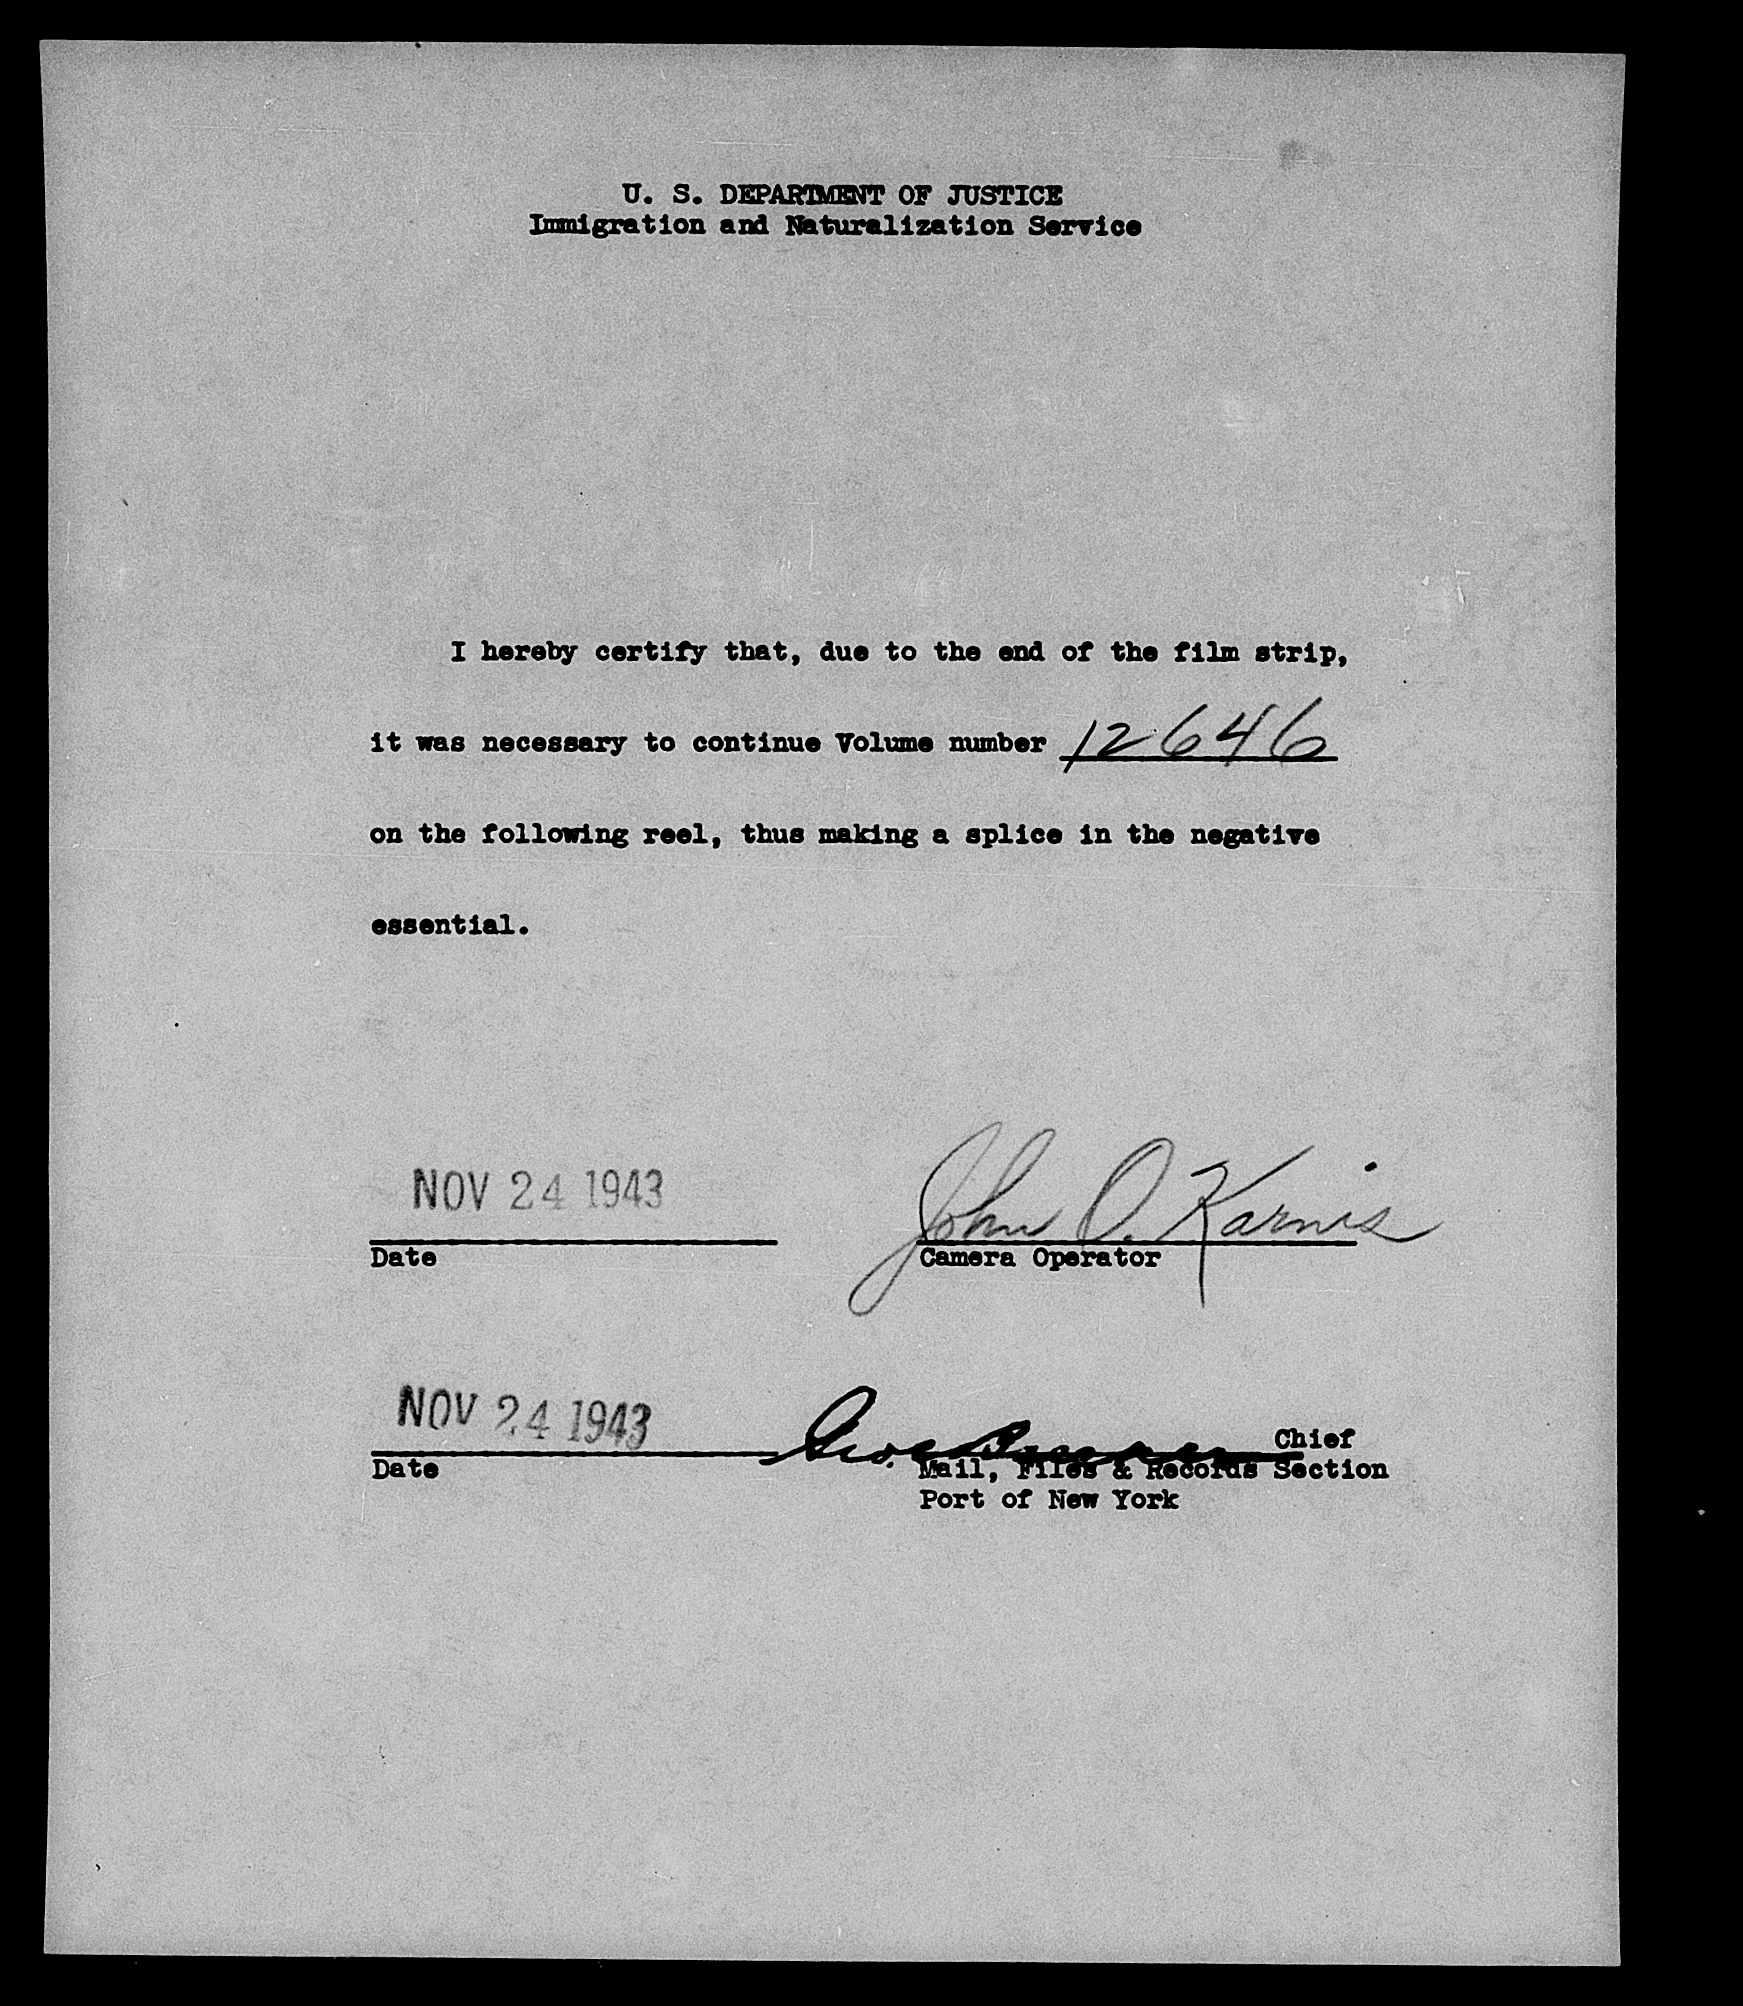 U. S. DEPARTMENT OF JUSTICE
Immigration and Naturalization Service
I hereby certify that, due to the end of the film strip,
it was necessary to continue Volume number 12646
on the following reel, thus making a splice in the negative
essential.
NOV 24 1943
John O. Karnis
Date
Camera Operator
NOV 24 1943
Geo.
Chief
Date
Mail, Files & Records Section
Port of New York